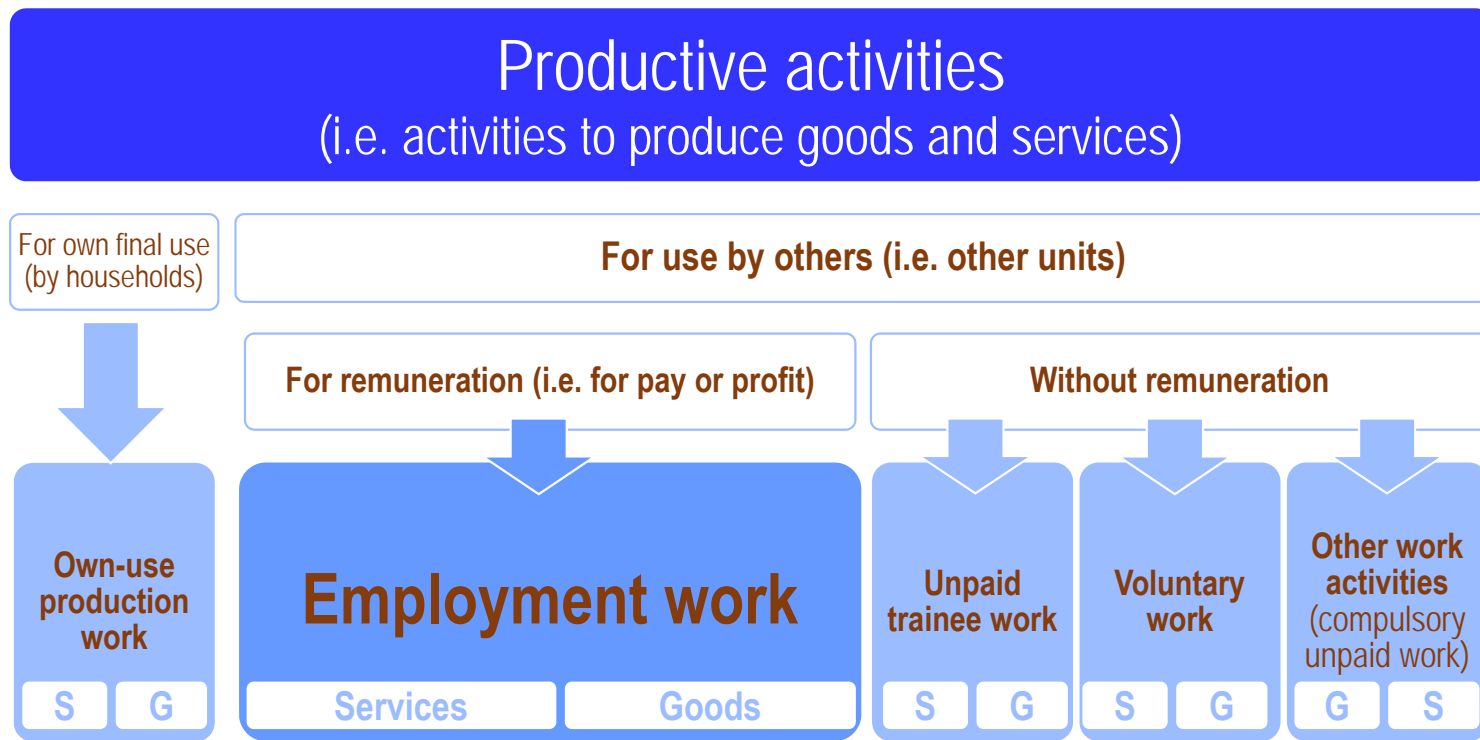 Productive activities
(i.e. activities to produce goods and services)
For own final use
(by households)
For use by others (i.e. other units)
For remuneration (i.e. for pay or profit)
Without remuneration
Own-use
production
work
S G
Employment work
Services Goods
Unpaid
trainee work
S G
Voluntary
work
S G
Other work
activities
(compulsory
unpaid work)
G S